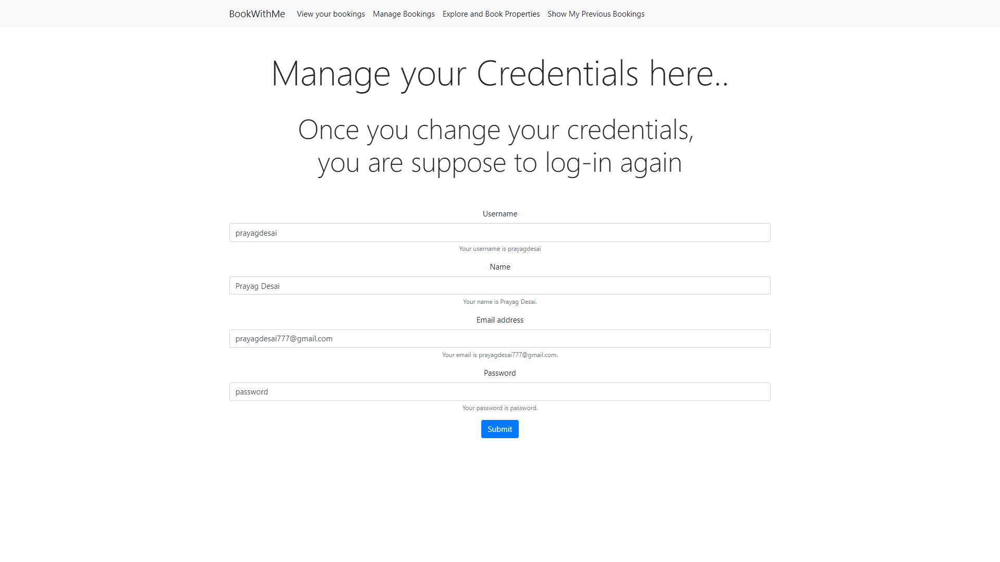 BookWithMe View your bookings Manage Bookings Explore and Book Properties Show My Previous Bookings
Manage your Credentials here..
Once you change your credentials,
you are suppose to log-in again
Username
prayagdesai
Your username is prayagdesai
Name
Prayag Desai
Your name is Prayag Desai.
Email address
prayagdesai777@gmail.com
Your email is prayagdesai777@gmail.com.
Password
password
Your password is password.
Submit